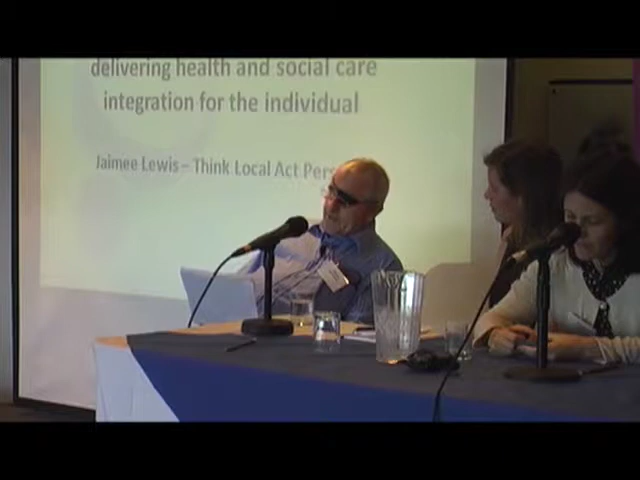 delivering health and social care
integration for the individual
Jaimee Lewis – Think Local Act